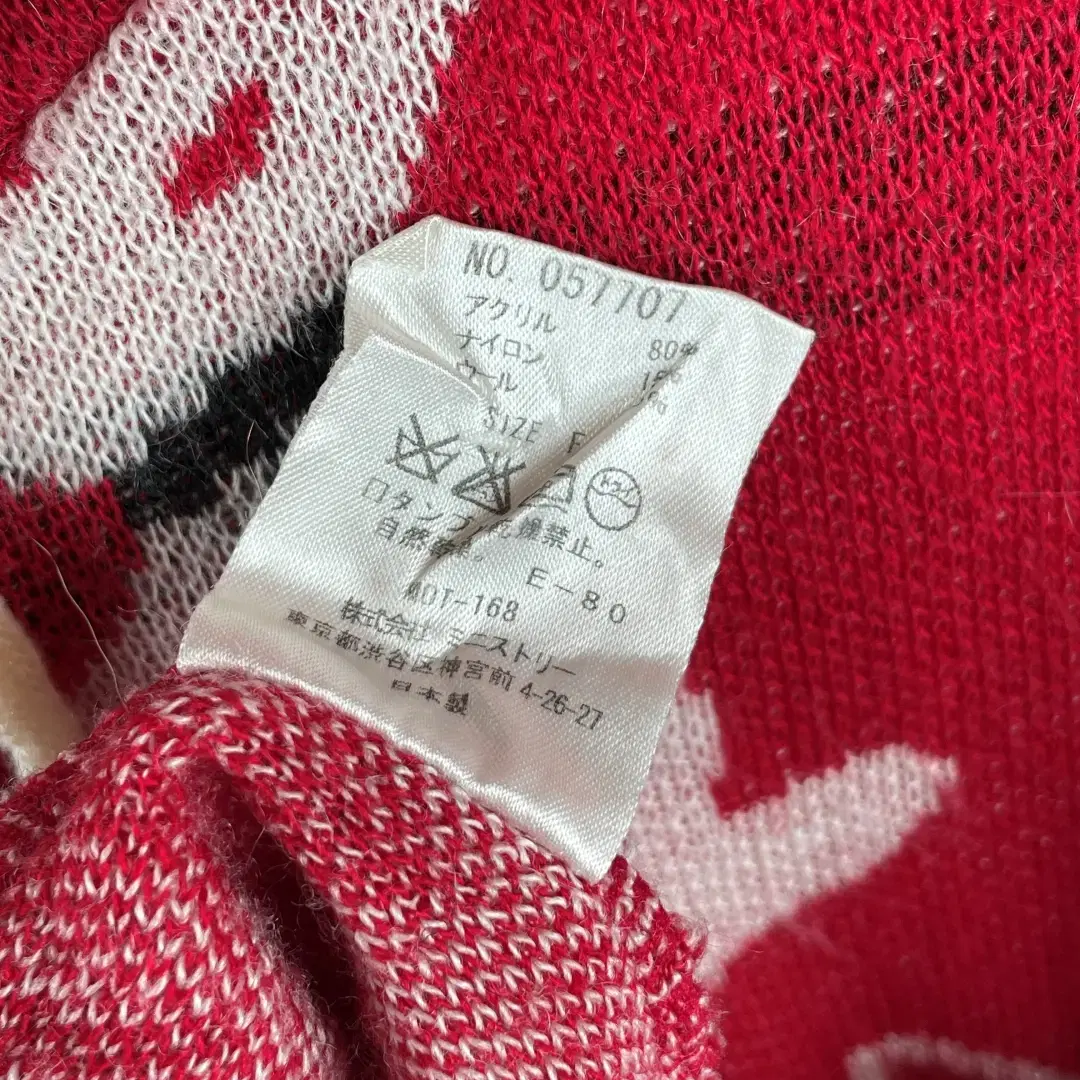 NO. 057707
アクリル 80%
ナイロン 15%
ウール
SIZE F
ロタンブル乾燥禁止。
自然乾燥。
E-80
A01-168
株式会社 ミニストリー
東京都渋谷区神宮前 4-26-27
日本製